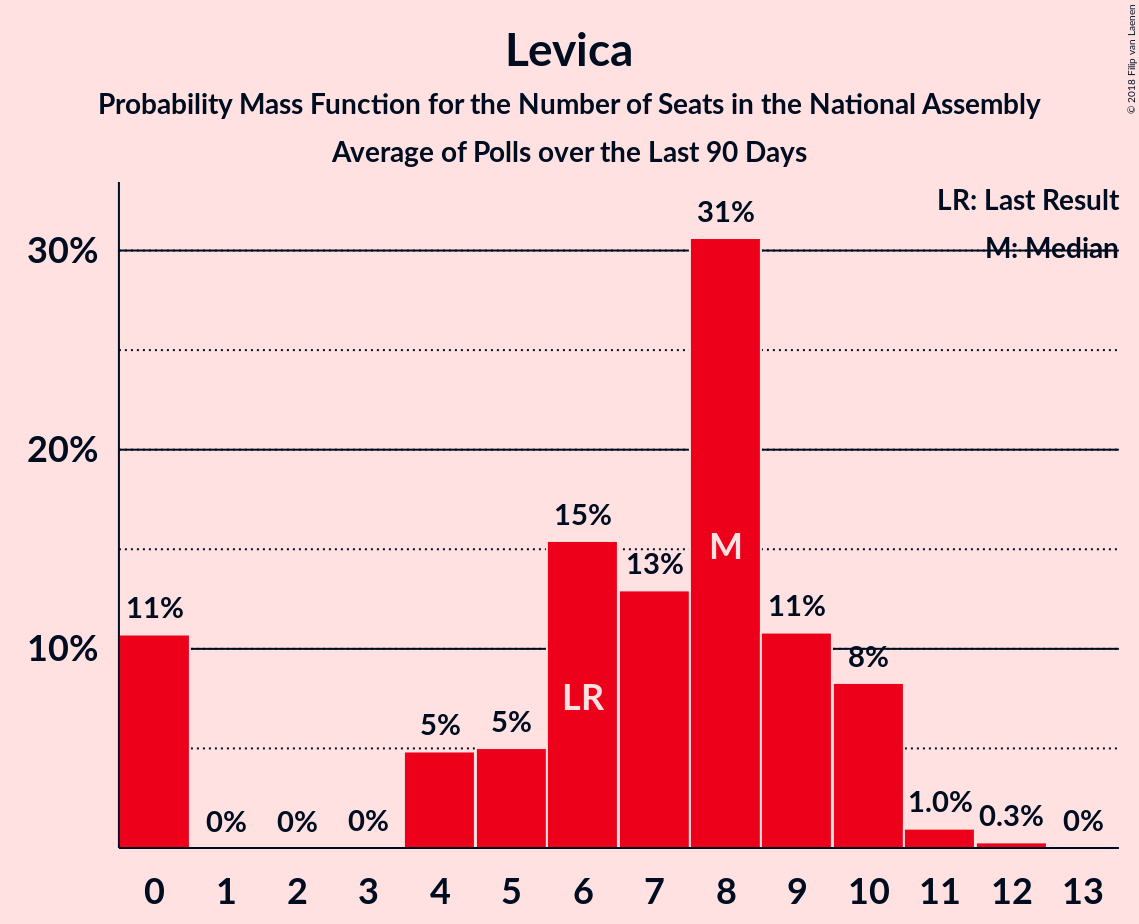 Levica
Probability Mass Function for the Number of Seats in the National Assembly
Average of Polls over the Last 90 Days
© 2018 Filip van Laenen
LR: Last Result
M: Median
30%
20%
10%
11%
0%
0%
0%
5%
5%
15%
13%
31%
11%
8%
1.0%
0.3%
0%
LR
M
0 1 2 3 4 5 6 7 8 9 10 11 12 13